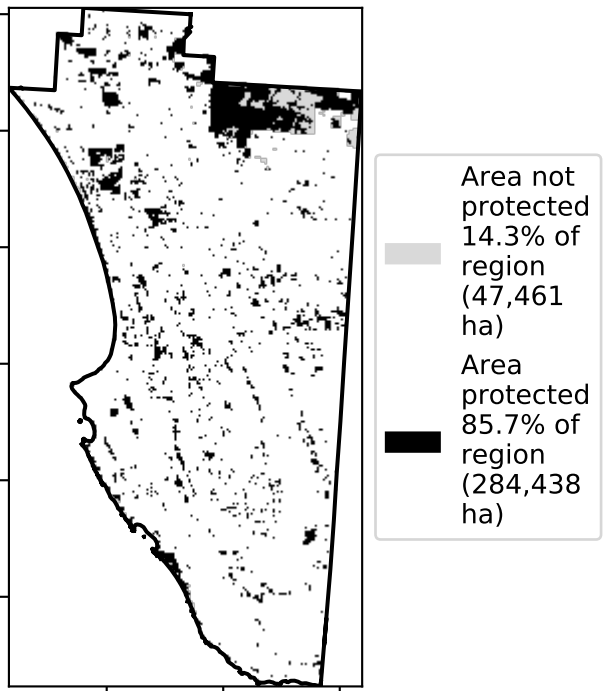 Area not
protected
14.3% of
region
(47,461
ha)
Area
protected
85.7% of
region
(284,438
ha)